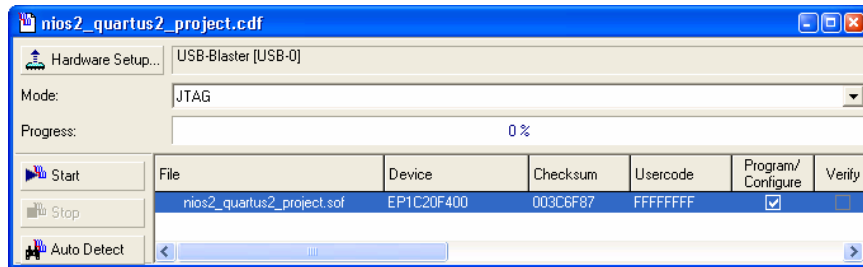 nios2_quartus2_project.cdf
Hardware Setup... USB-Blaster [USB-0]
Mode: JTAG
Progress: 0 %
Start File Device Checksum Usercode Program/ Configure Verify
nios2_quartus2_project.sof EP1C20F400 003C6F87 FFFFFFFF
Stop
Auto Detect